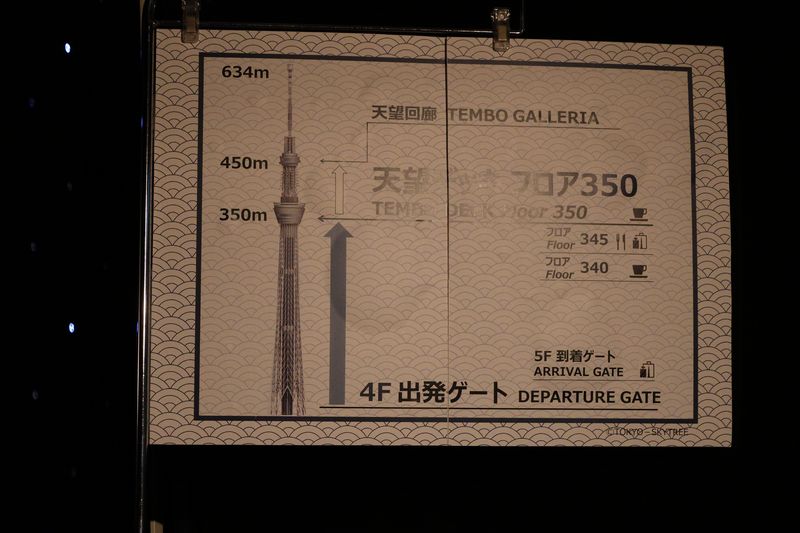 634m
天望回廊 TEMBO GALLERIA
450m
天望 フロア350
350m
Floor 350
フロア
Floor 345
フロア
Floor 340
5F 到着ゲート
ARRIVAL GATE
4F 出発ゲート DEPARTURE GATE
©TOKYO-SKYTREE